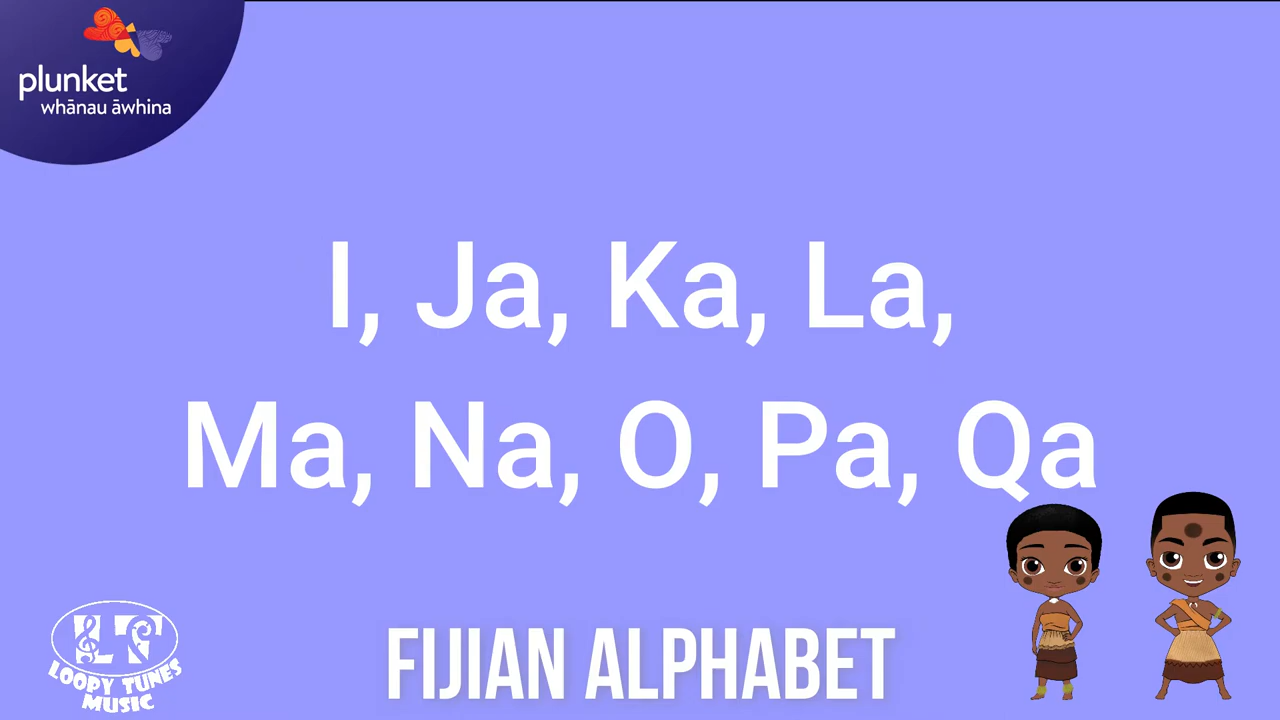 plunket
whānau āwhina
I, Ja, Ka, La,
Ma, Na, O, Pa, Qa
LT
LOOPY TUNES
MUSIC
FIJIAN ALPHABET